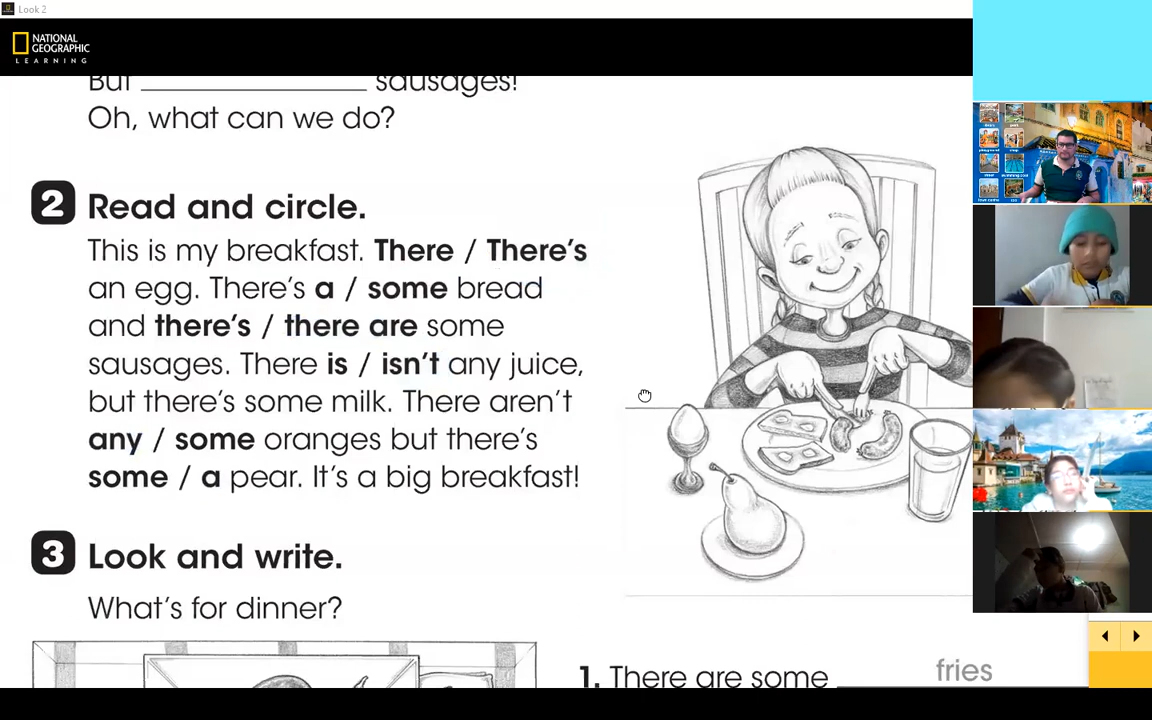 Look 2
NATIONAL
GEOGRAPHIC
LEARNING
But ____________ sausages!
Oh, what can we do?
2 Read and circle.
This is my breakfast. There / There's
an egg. There's a / some bread
and there's / there are some
sausages. There is / isn't any juice,
but there's some milk. There aren't
any / some oranges but there's
some / a pear. It's a big breakfast!
3 Look and write.
What's for dinner?
1. There are some fries